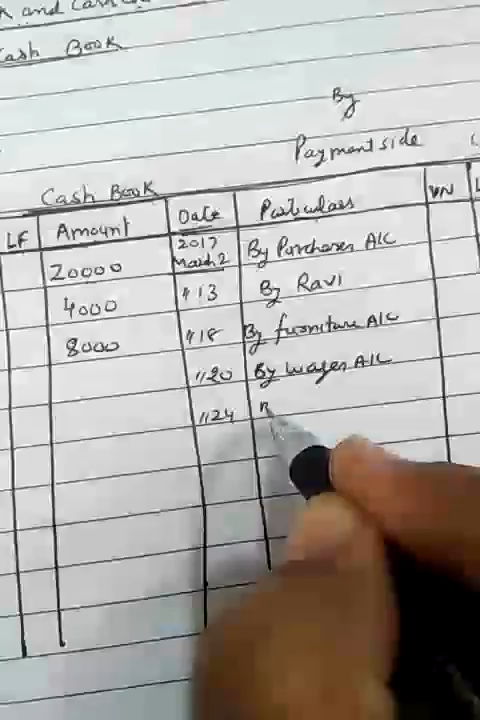 Cash Book
By
Payment side
Cash Book
LF Amount Date Particulars VN
20000 2017 March 2 By Purchases A/C
4000 " 13 By Ravi
8000 " 18 By furniture A/C
" 20 By wages A/C
" 24